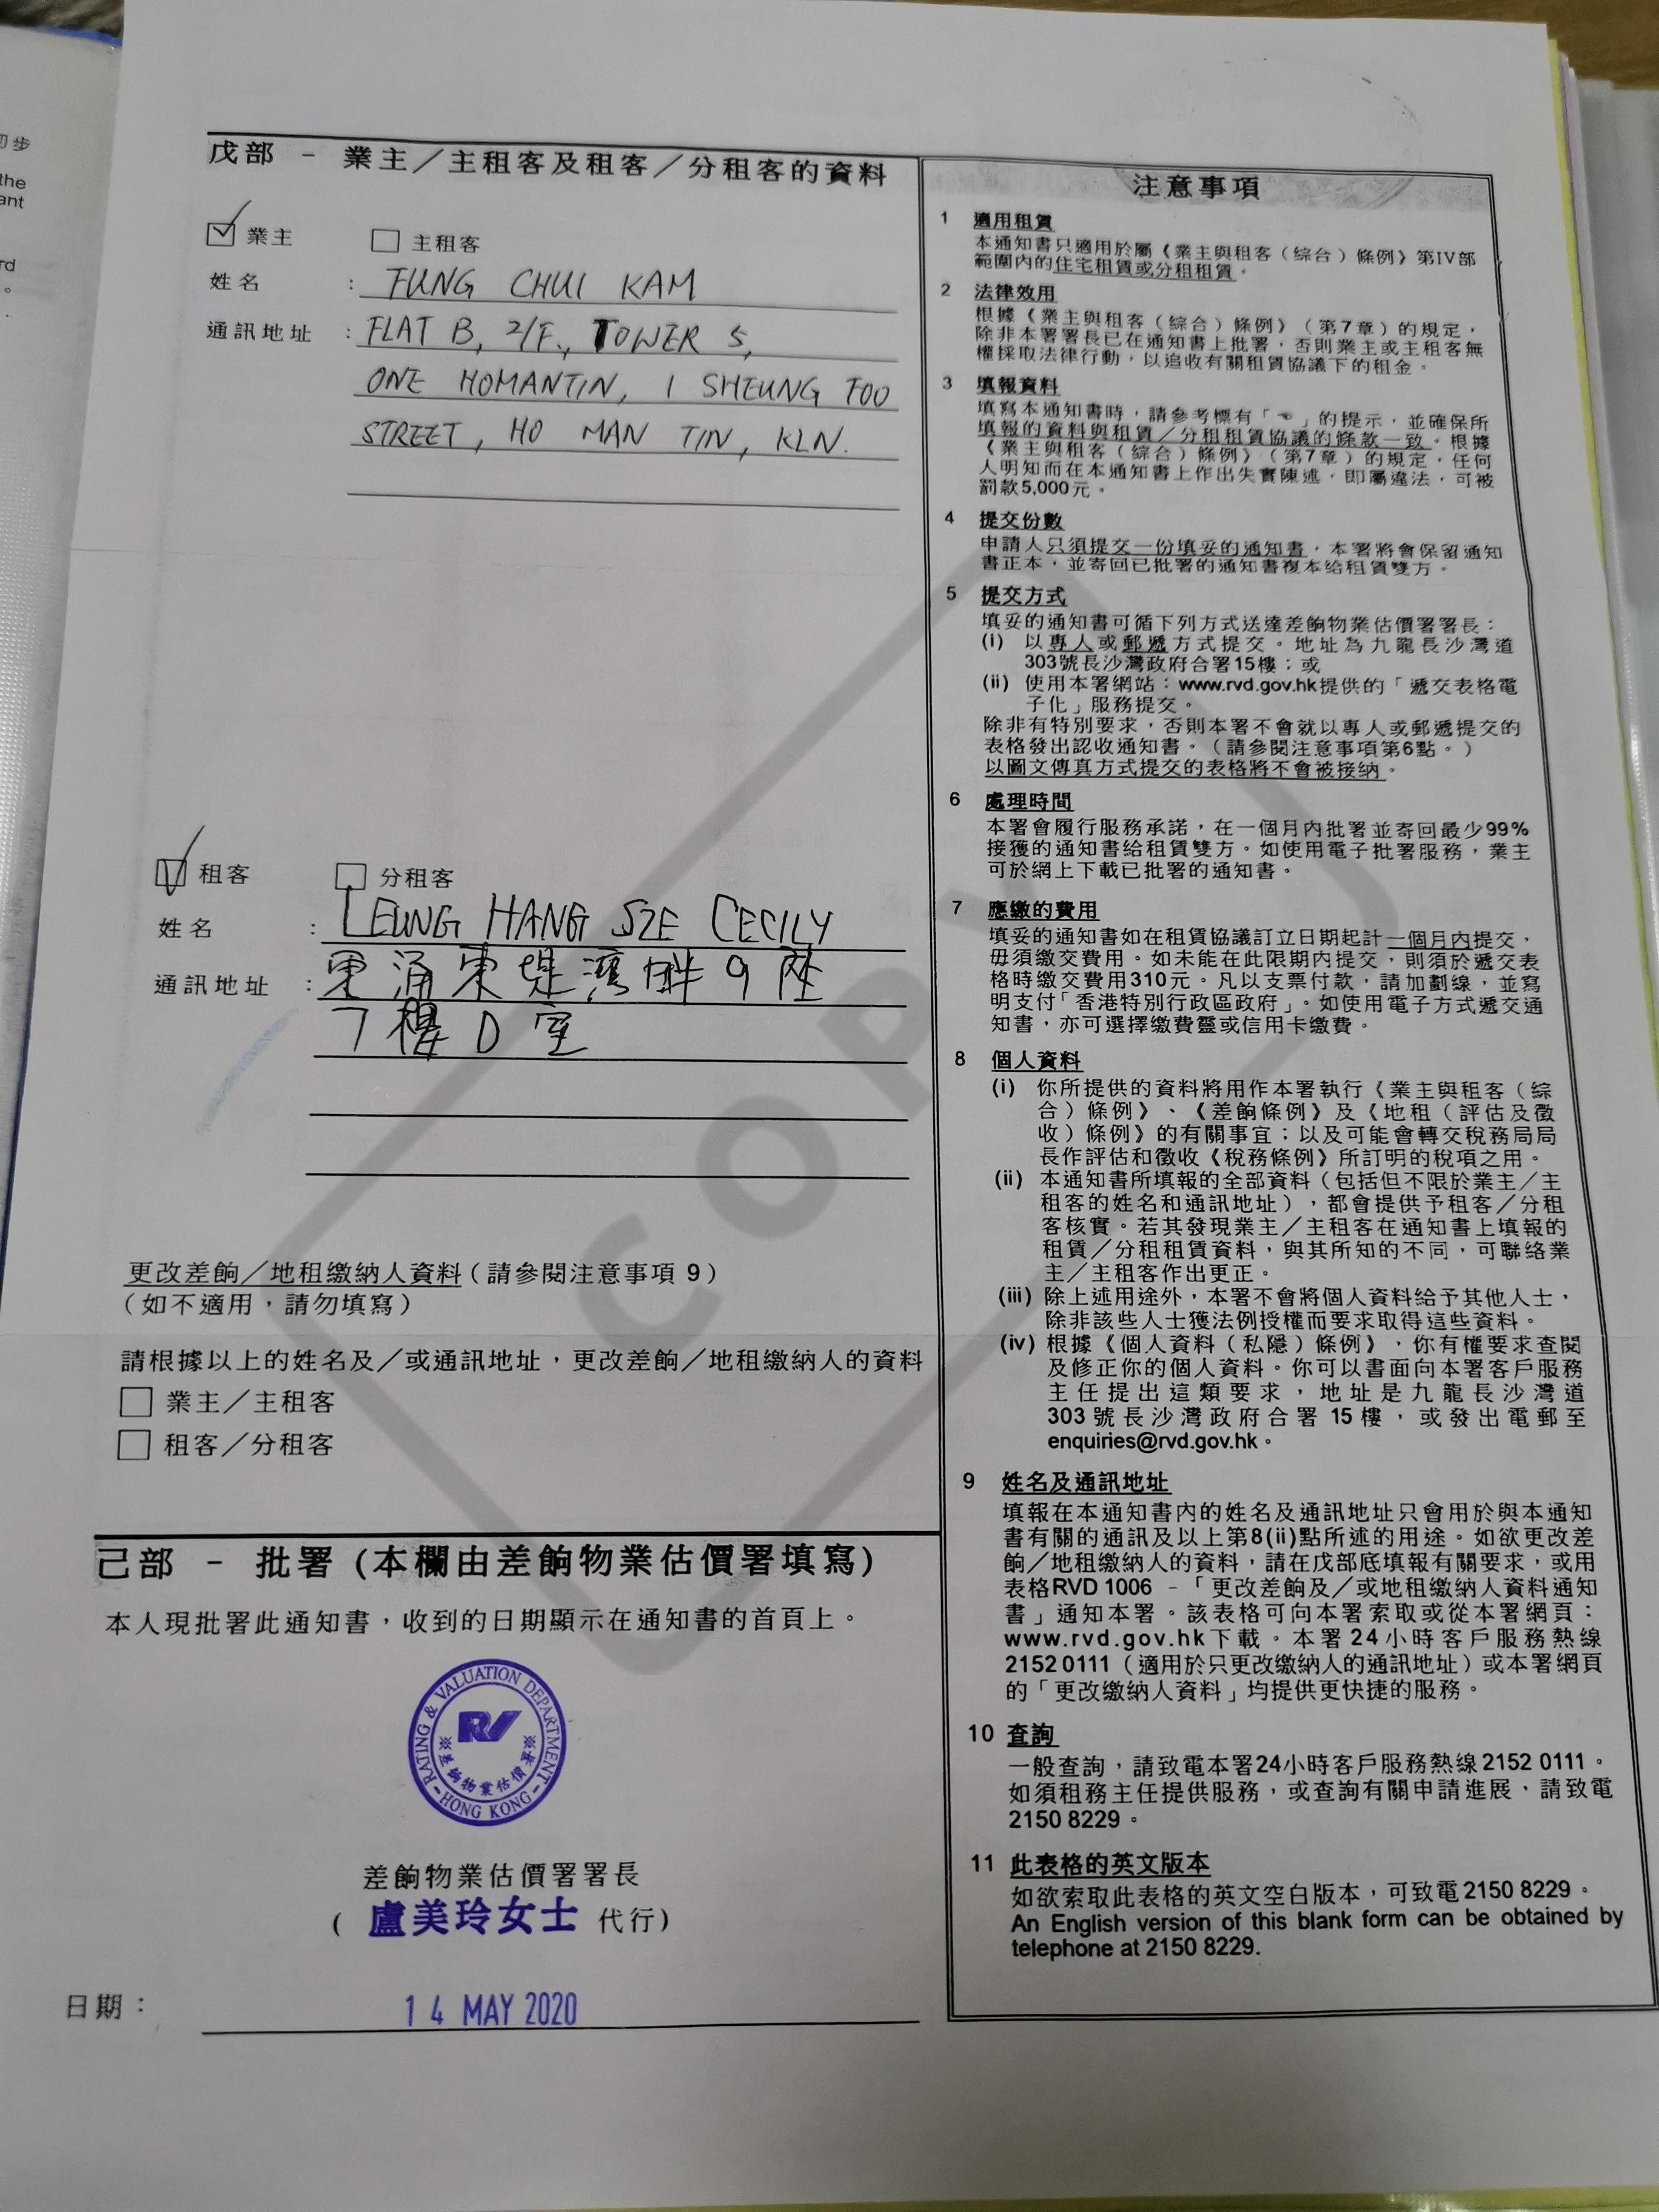 初步
the
ant
rd
。
戊部 - 業主／主租客及租客／分租客的資料
業主 主租客
姓名 : FUNG CHUI KAM
通訊地址 : FLAT B, 2/F., TOWER 5,
ONE HOMANTIN, 1 SHEUNG FOO
STREET, HO MAN TIN, KLN.
租客 分租客
姓名 : LEUNG HANG SZE CECILY
通訊地址 : 東涌東堤灣畔9座
7樓D室
更改差餉／地租繳納人資料(請參閱注意事項 9)
(如不適用，請勿填寫)
請根據以上的姓名及／或通訊地址，更改差餉／地租繳納人的資料
業主／主租客
租客／分租客
己部 - 批署 (本欄由差餉物業估價署填寫)
本人現批署此通知書，收到的日期顯示在通知書的首頁上。
RATING & VALUATION DEPARTMENT
RV
※差餉物業估價署※
- HONG KONG -
差餉物業估價署署長
( 盧美玲女士 代行)
日期： 14 MAY 2020
注意事項
1 適用租賃
本通知書只適用於屬《業主與租客（綜合）條例》第IV部
範圍內的住宅租賃或分租租賃。
2 法律效用
根據《業主與租客（綜合）條例》（第7章）的規定，
除非本署署長已在通知書上批署，否則業主或主租客無
權採取法律行動，以追收有關租賃協議下的租金。
3 填報資料
填寫本通知書時，請參考標有「☜」的提示，並確保所
填報的資料與租賃／分租租賃協議的條款一致。根據
《業主與租客（綜合）條例》（第7章）的規定，任何
人明知而在本通知書上作出失實陳述，即屬違法，可被
罰款5,000元。
4 提交份數
申請人只須提交一份填妥的通知書，本署將會保留通知
書正本，並寄回已批署的通知書複本給租賃雙方。
5 提交方式
填妥的通知書可循下列方式送達差餉物業估價署署長：
(i) 以專人或郵遞方式提交。地址為九龍長沙灣道
303號長沙灣政府合署15樓；或
(ii) 使用本署網站：www.rvd.gov.hk提供的「遞交表格電
子化」服務提交。
除非有特別要求，否則本署不會就以專人或郵遞提交的
表格發出認收通知書。（請參閱注意事項第6點。）
以圖文傳真方式提交的表格將不會被接納。
6 處理時間
本署會履行服務承諾，在一個月內批署並寄回最少99%
接獲的通知書給租賃雙方。如使用電子批署服務，業主
可於網上下載已批署的通知書。
7 應繳的費用
填妥的通知書如在租賃協議訂立日期起計一個月內提交，
毋須繳交費用。如未能在此限期內提交，則須於遞交表
格時繳交費用310元。凡以支票付款，請加劃線，並寫
明支付「香港特別行政區政府」。如使用電子方式遞交通
知書，亦可選擇繳費靈或信用卡繳費。
8 個人資料
(i) 你所提供的資料將用作本署執行《業主與租客（綜
合）條例》、《差餉條例》及《地租（評估及徵
收）條例》的有關事宜；以及可能會轉交稅務局局
長作評估和徵收《稅務條例》所訂明的稅項之用。
(ii) 本通知書所填報的全部資料（包括但不限於業主／主
租客的姓名和通訊地址），都會提供予租客／分租
客核實。若其發現業主／主租客在通知書上填報的
租賃／分租租賃資料，與其所知的不同，可聯絡業
主／主租客作出更正。
(iii) 除上述用途外，本署不會將個人資料給予其他人士，
除非該些人士獲法例授權而要求取得這些資料。
(iv) 根據《個人資料（私隱）條例》，你有權要求查閱
及修正你的個人資料。你可以書面向本署客戶服務
主任提出這類要求，地址是九龍長沙灣道
303號長沙灣政府合署15樓，或發出電郵至
enquiries@rvd.gov.hk。
9 姓名及通訊地址
填報在本通知書內的姓名及通訊地址只會用於與本通知
書有關的通訊及以上第8(ii)點所述的用途。如欲更改差
餉／地租繳納人的資料，請在戊部底填報有關要求，或用
表格RVD 1006 -「更改差餉及／或地租繳納人資料通知
書」通知本署。該表格可向本署索取或從本署網頁：
www.rvd.gov.hk下載。本署24小時客戶服務熱線
2152 0111（適用於只更改繳納人的通訊地址）或本署網頁
的「更改繳納人資料」均提供更快捷的服務。
10 查詢
一般查詢，請致電本署24小時客戶服務熱線2152 0111。
如須租務主任提供服務，或查詢有關申請進展，請致電
2150 8229。
11 此表格的英文版本
如欲索取此表格的英文空白版本，可致電2150 8229。
An English version of this blank form can be obtained by
telephone at 2150 8229.
COPY